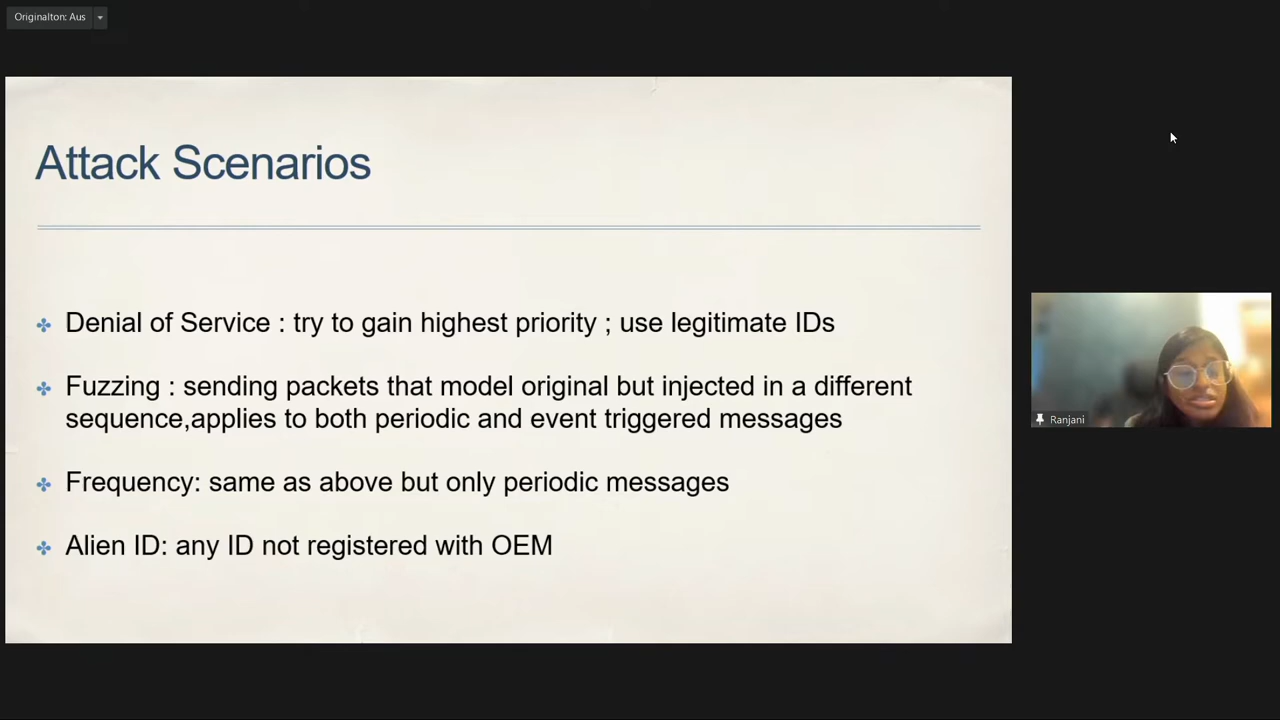 Originalton: Aus
Attack Scenarios
Denial of Service : try to gain highest priority ; use legitimate IDs
Fuzzing : sending packets that model original but injected in a different
sequence,applies to both periodic and event triggered messages
Frequency: same as above but only periodic messages
Alien ID: any ID not registered with OEM
Ranjani